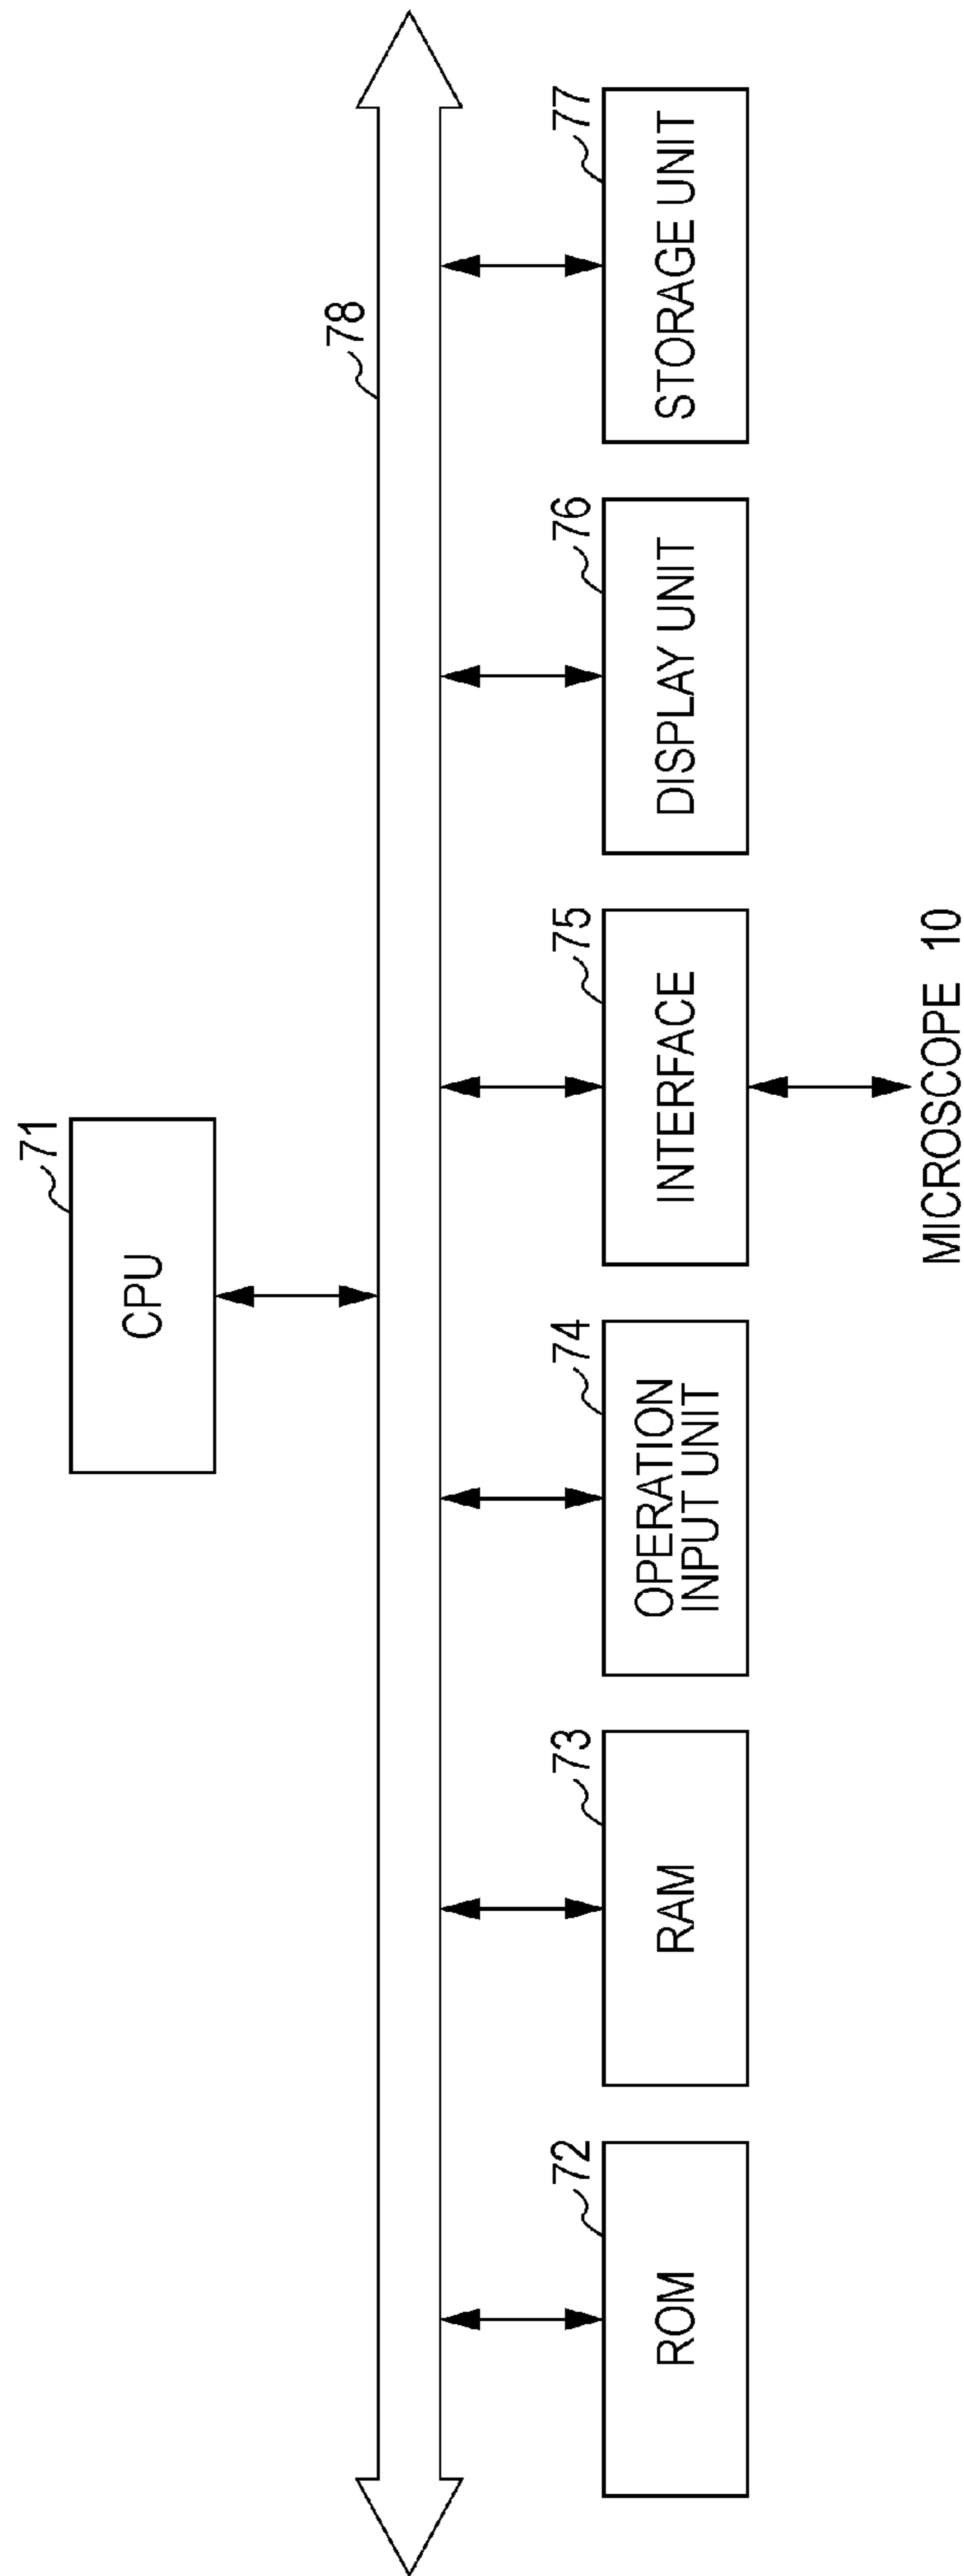 71
CPU
78
72
ROM
73
RAM
74
OPERATION
INPUT UNIT
75
INTERFACE
76
DISPLAY UNIT
77
STORAGE UNIT
MICROSCOPE 10